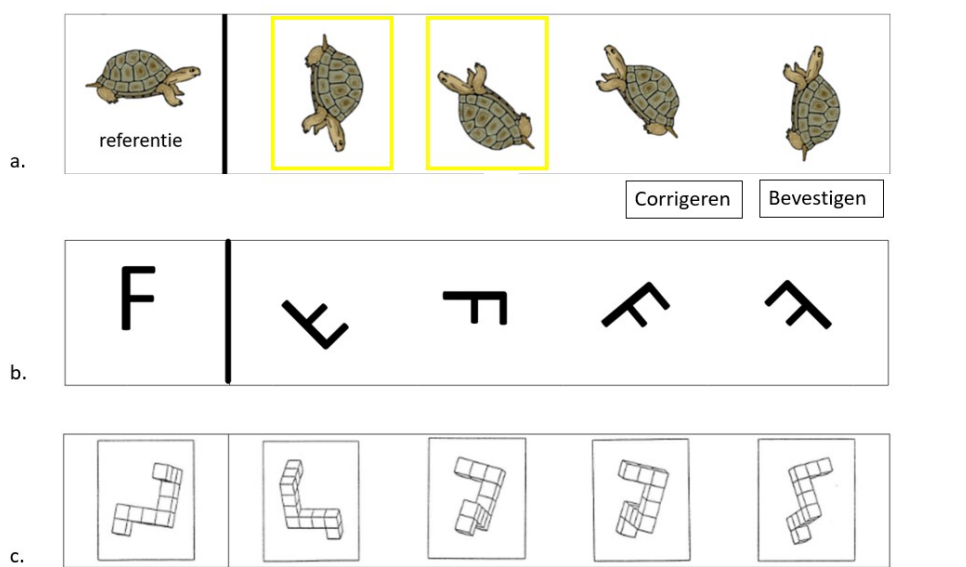 referentie
a.
Corrigeren Bevestigen
F
b.
c.